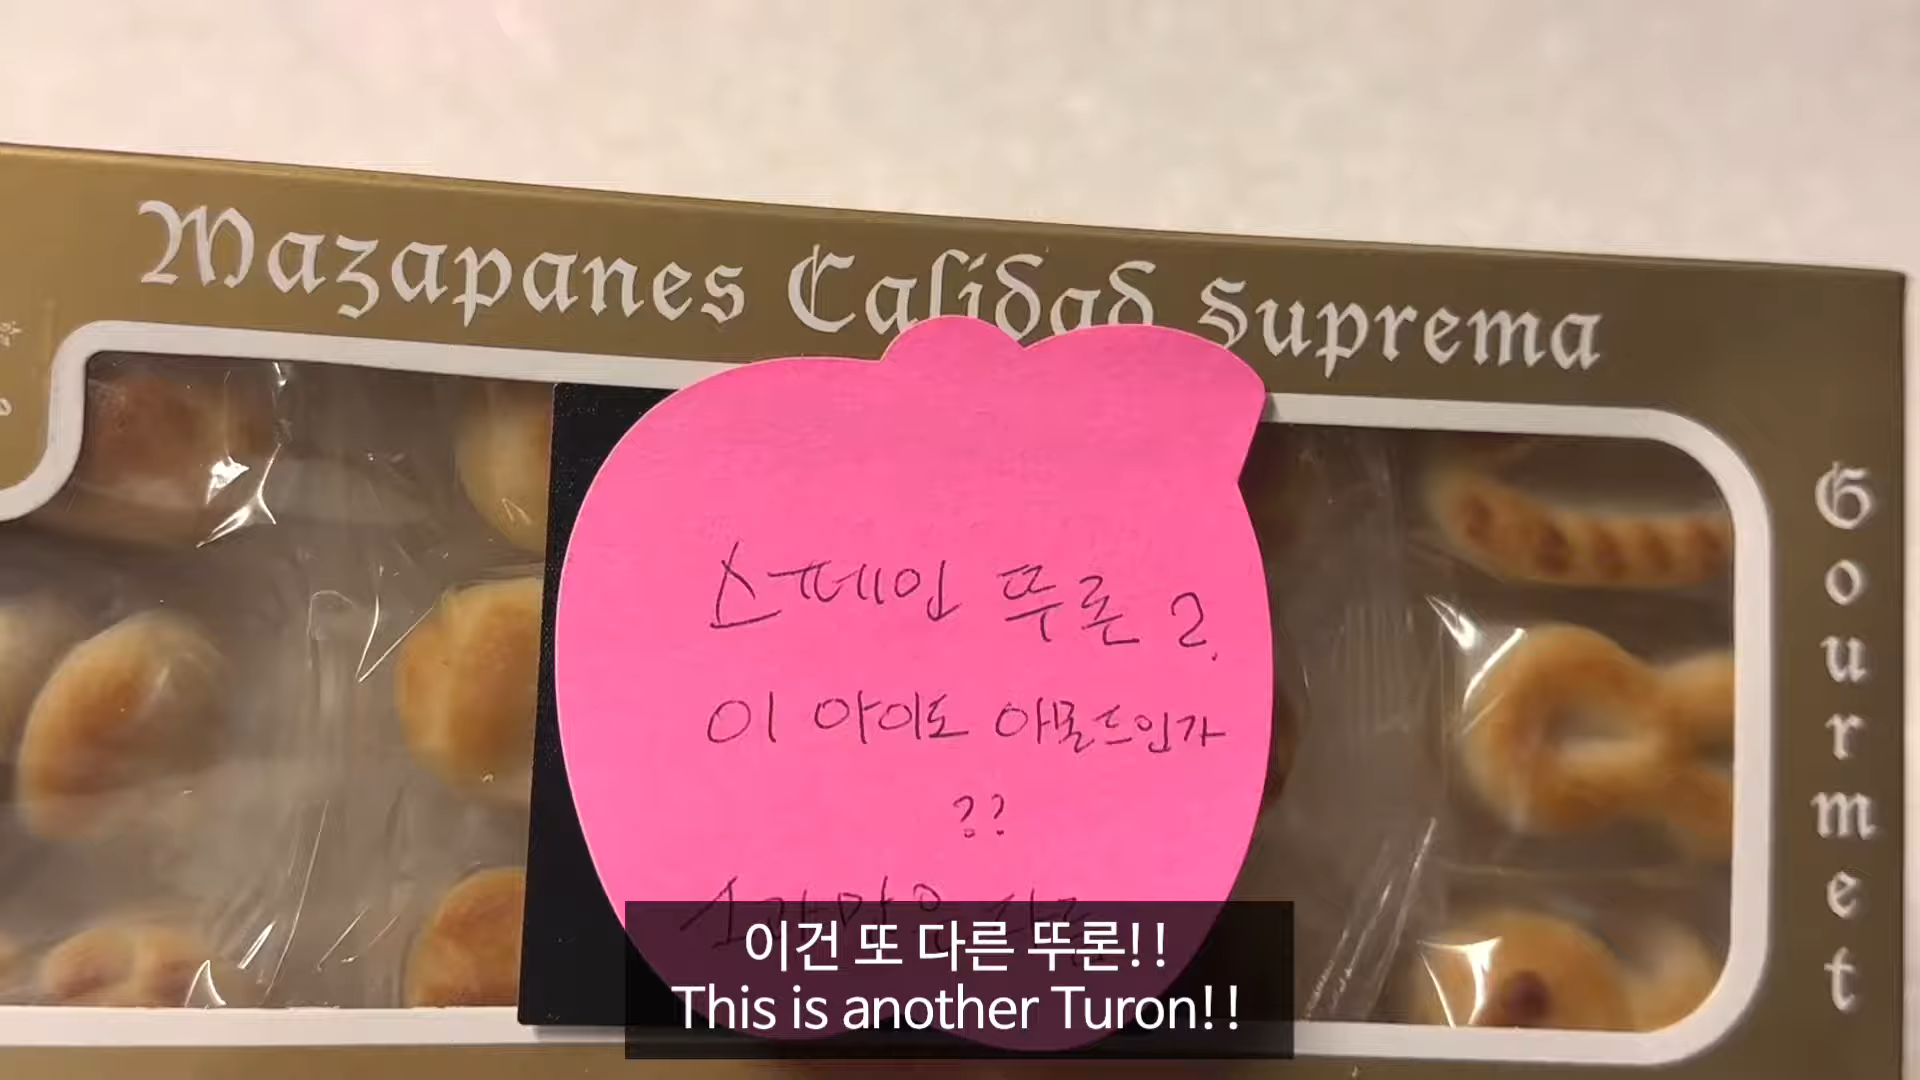 Mazapanes Calidad Suprema
Gourmet
스페인 뚜론 2.
이 아이도 아몬드인가
??
이건 또 다른 뚜론!!
This is another Turon!!